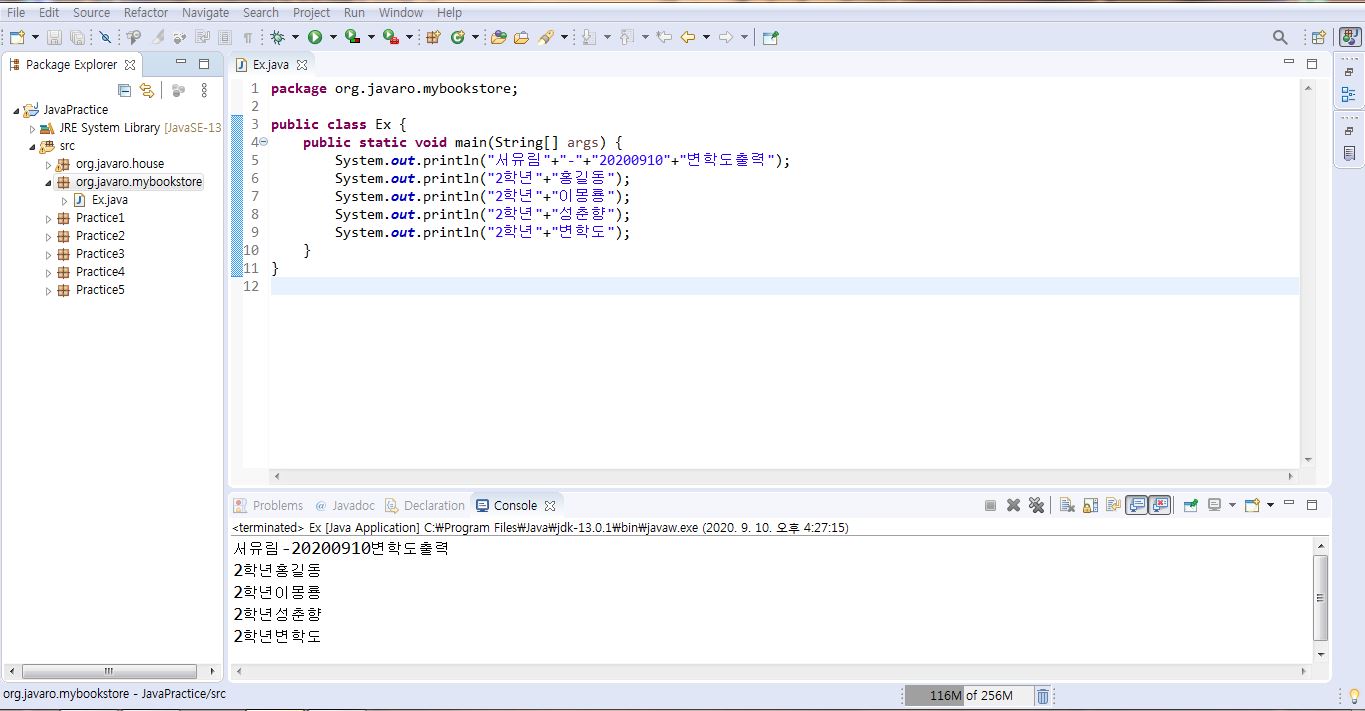 File Edit Source Refactor Navigate Search Project Run Window Help
Package Explorer
JavaPractice
JRE System Library [JavaSE-13
src
org.javaro.house
org.javaro.mybookstore
Ex.java
Practice1
Practice2
Practice3
Practice4
Practice5
Ex.java
1 package org.javaro.mybookstore;
2
3 public class Ex {
4 public static void main(String[] args) {
5 System.out.println("서유림"+"-"+"20200910"+"변학도출력");
6 System.out.println("2학년"+"홍길동");
7 System.out.println("2학년"+"이몽룡");
8 System.out.println("2학년"+"성춘향");
9 System.out.println("2학년"+"변학도");
10 }
11 }
12
Problems @ Javadoc Declaration Console
<terminated> Ex [Java Application] C:₩Program Files₩Java₩jdk-13.0.1₩bin₩javaw.exe (2020. 9. 10. 오후 4:27:15)
서유림-20200910변학도출력
2학년홍길동
2학년이몽룡
2학년성춘향
2학년변학도
org.javaro.mybookstore - JavaPractice/src
116M of 256M